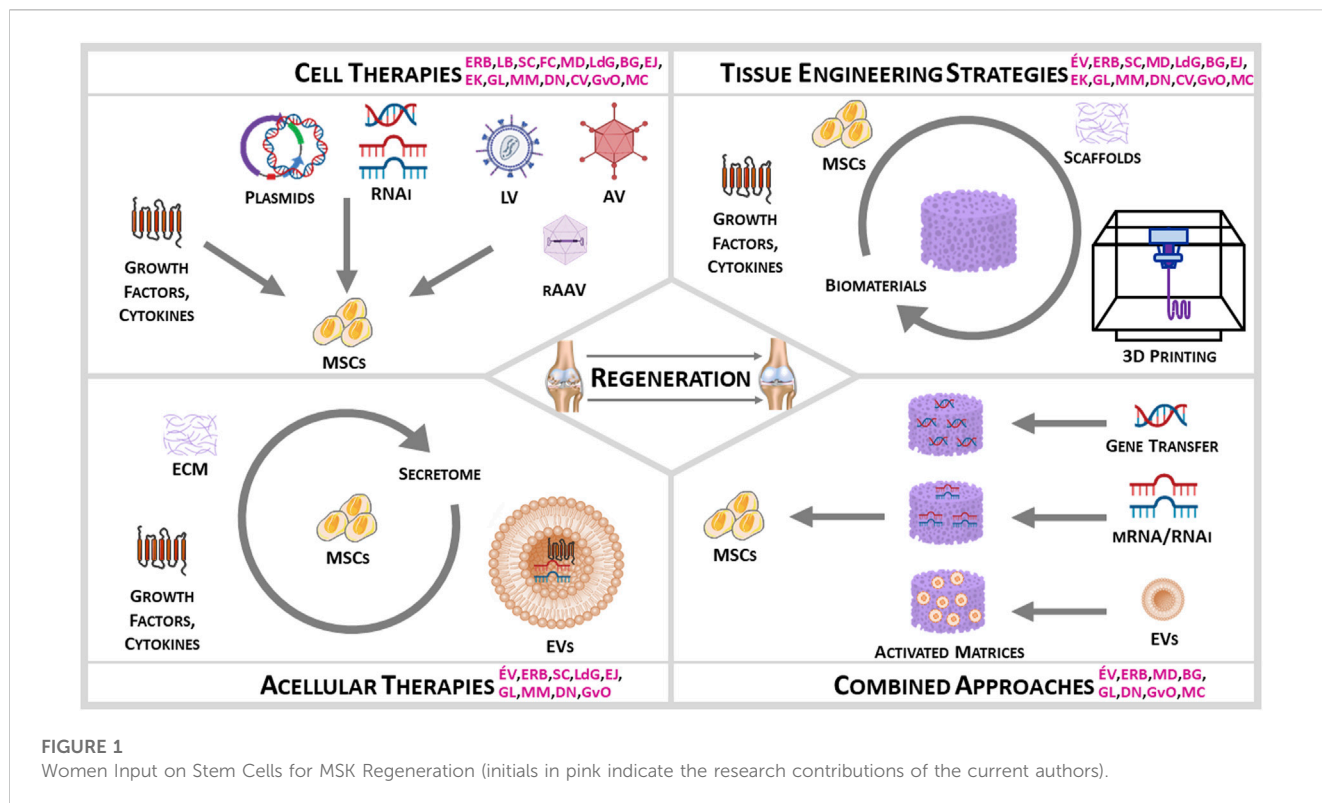 CELL THERAPIES ERB,LB,SC,FC,MD,LdG,BG,EJ,
EK,GL,MM,DN,CV,GvO,MC
PLASMIDS
RNAI
LV
AV
GROWTH
FACTORS,
CYTOKINES
RAAV
MSCs
TISSUE ENGINEERING STRATEGIES ÉV,ERB,SC,MD,LdG,BG,EJ,
EK,GL,MM,DN,CV,GvO,MC
MSCs
SCAFFOLDS
GROWTH
FACTORS,
CYTOKINES
BIOMATERIALS
3D PRINTING
REGENERATION
ECM
SECRETOME
MSCs
GROWTH
FACTORS,
CYTOKINES
EVs
ACELLULAR THERAPIES ÉV,ERB,SC,LdG,EJ,
GL,MM,DN,GvO
GENE TRANSFER
MSCs
MRNA/RNAI
ACTIVATED MATRICES
EVs
COMBINED APPROACHES ÉV,ERB,MD,BG,
GL,DN,GvO,MC
FIGURE 1
Women Input on Stem Cells for MSK Regeneration (initials in pink indicate the research contributions of the current authors).